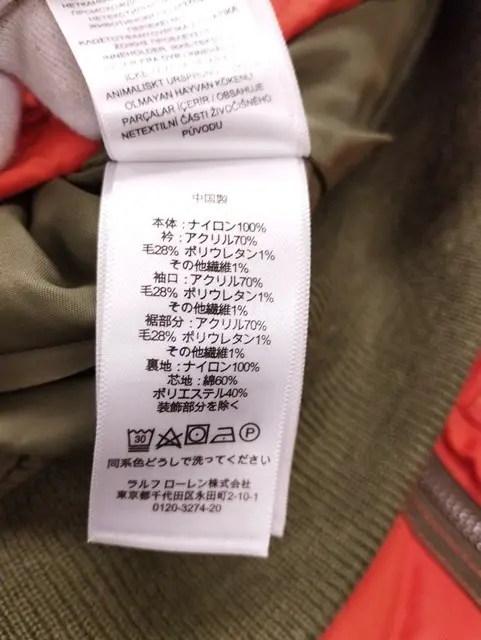 ANIMALISKT URSPRUNG
OLMAYAN HAYVAN KÖKENLİ
PARÇALAR İÇERİR / OBSAHUJE
NETEXTILNÍ ČÁSTI ŽIVOČIŠNÉHO
PŮVODU
中国製
本体 : ナイロン100%
衿 : アクリル70%
毛28% ポリウレタン1%
その他繊維1%
袖口 : アクリル70%
毛28% ポリウレタン1%
その他繊維1%
裾部分 : アクリル70%
毛28% ポリウレタン1%
その他繊維1%
裏地 : ナイロン100%
芯地 : 綿60%
ポリエステル40%
装飾部分を除く
30 P
同系色どうしで洗ってください
ラルフ ローレン株式会社
東京都千代田区永田町2-10-1
0120-3274-20